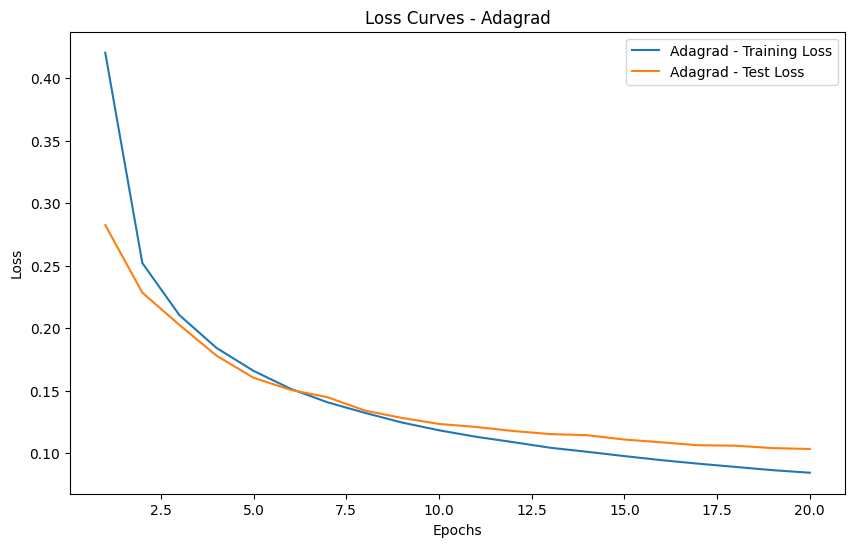 Loss Curves - Adagrad
Adagrad - Training Loss
Adagrad - Test Loss
0.40
0.35
0.30
0.25
0.20
0.15
0.10
Loss
2.5 5.0 7.5 10.0 12.5 15.0 17.5 20.0
Epochs